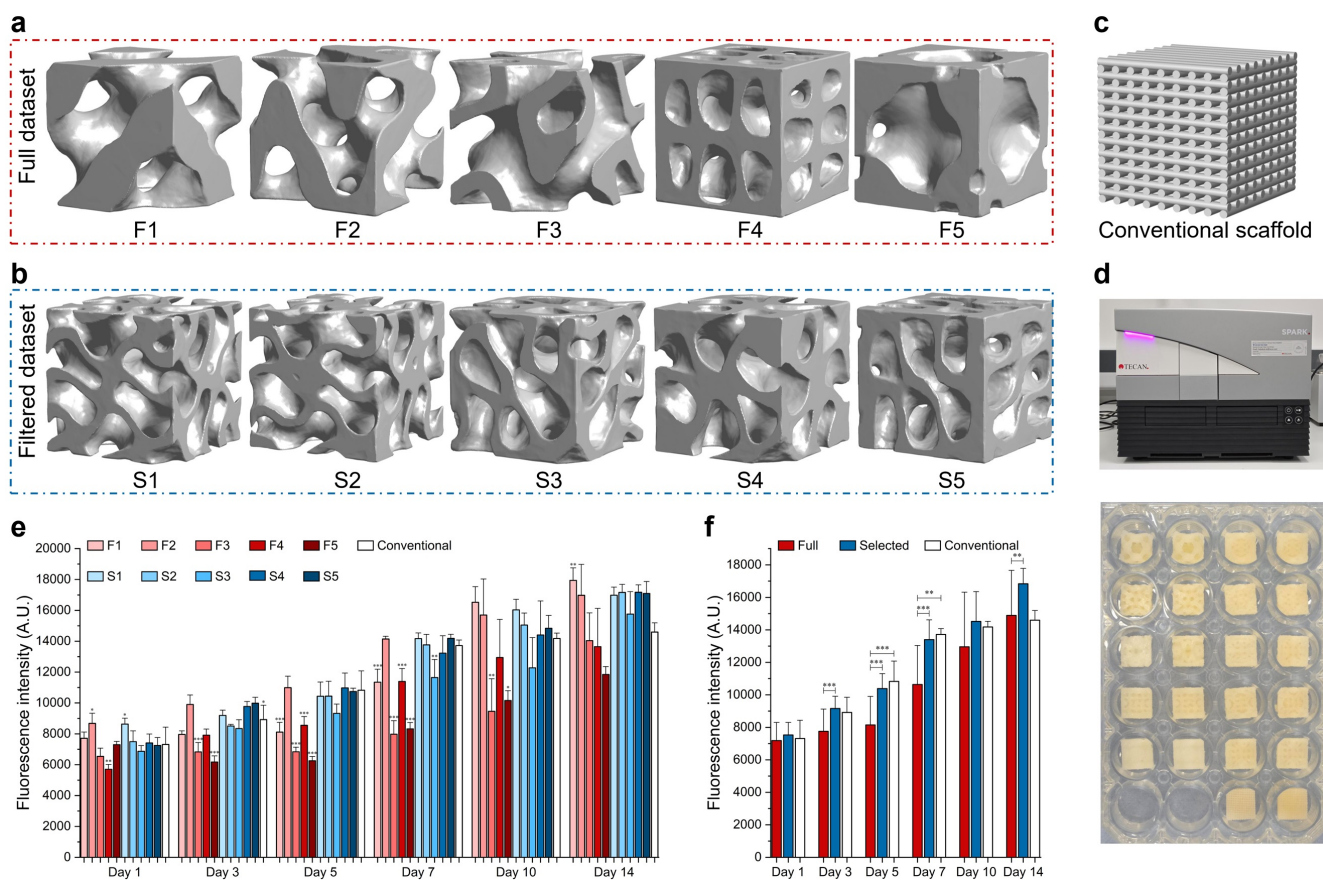 a
Full dataset
F1 F2 F3 F4 F5
b
Filtered dataset
S1 S2 S3 S4 S5
c
Conventional scaffold
d
SPARK
TECAN
e
F1 F2 F3 F4 F5 Conventional
S1 S2 S3 S4 S5
Fluorescence intensity (A.U.)
20000
18000
16000
14000
12000
10000
8000
6000
4000
2000
0
* ** *
*** *** *
*** *** *** ***
*** *** *** *** **
** *
**
Day 1 Day 3 Day 5 Day 7 Day 10 Day 14
f
Full Selected Conventional
Fluorescence intensity (A.U.)
18000
16000
14000
12000
10000
8000
6000
4000
2000
0
***
***
***
***
**
**
Day 1 Day 3 Day 5 Day 7 Day 10 Day 14